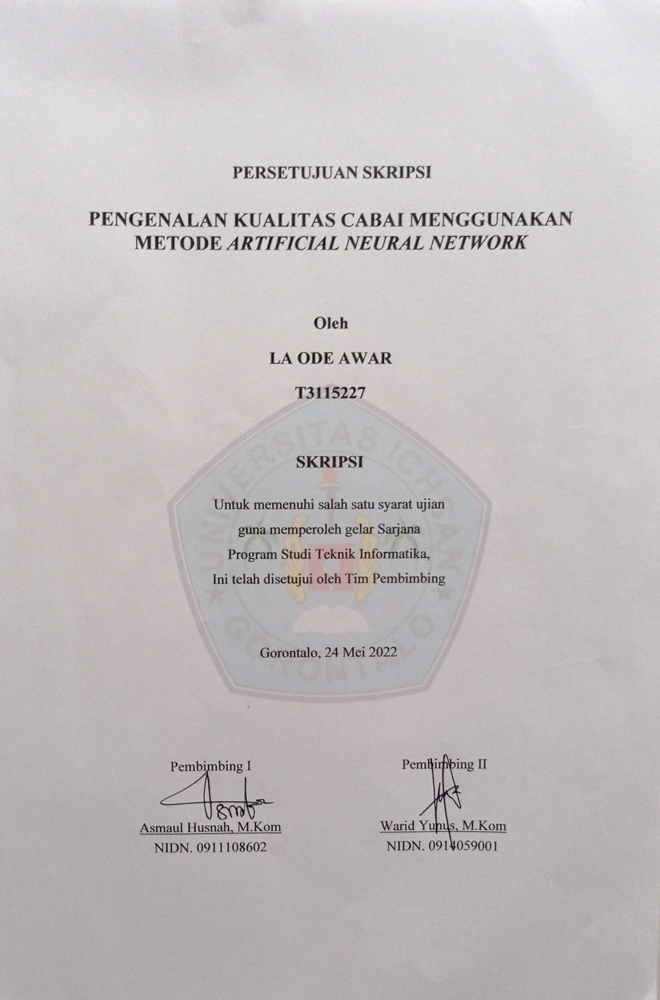 PERSETUJUAN SKRIPSI
PENGENALAN KUALITAS CABAI MENGGUNAKAN
METODE ARTIFICIAL NEURAL NETWORK
Oleh
LA ODE AWAR
T3115227
UNIVERSITAS ICHSAN
GORONTALO
SKRIPSI
Untuk memenuhi salah satu syarat ujian
guna memperoleh gelar Sarjana
Program Studi Teknik Informatika,
Ini telah disetujui oleh Tim Pembimbing
Gorontalo, 24 Mei 2022
Pembimbing I
Asmaul Husnah, M.Kom
NIDN. 0911108602
Pembimbing II
Warid Yunus, M.Kom
NIDN. 0914059001